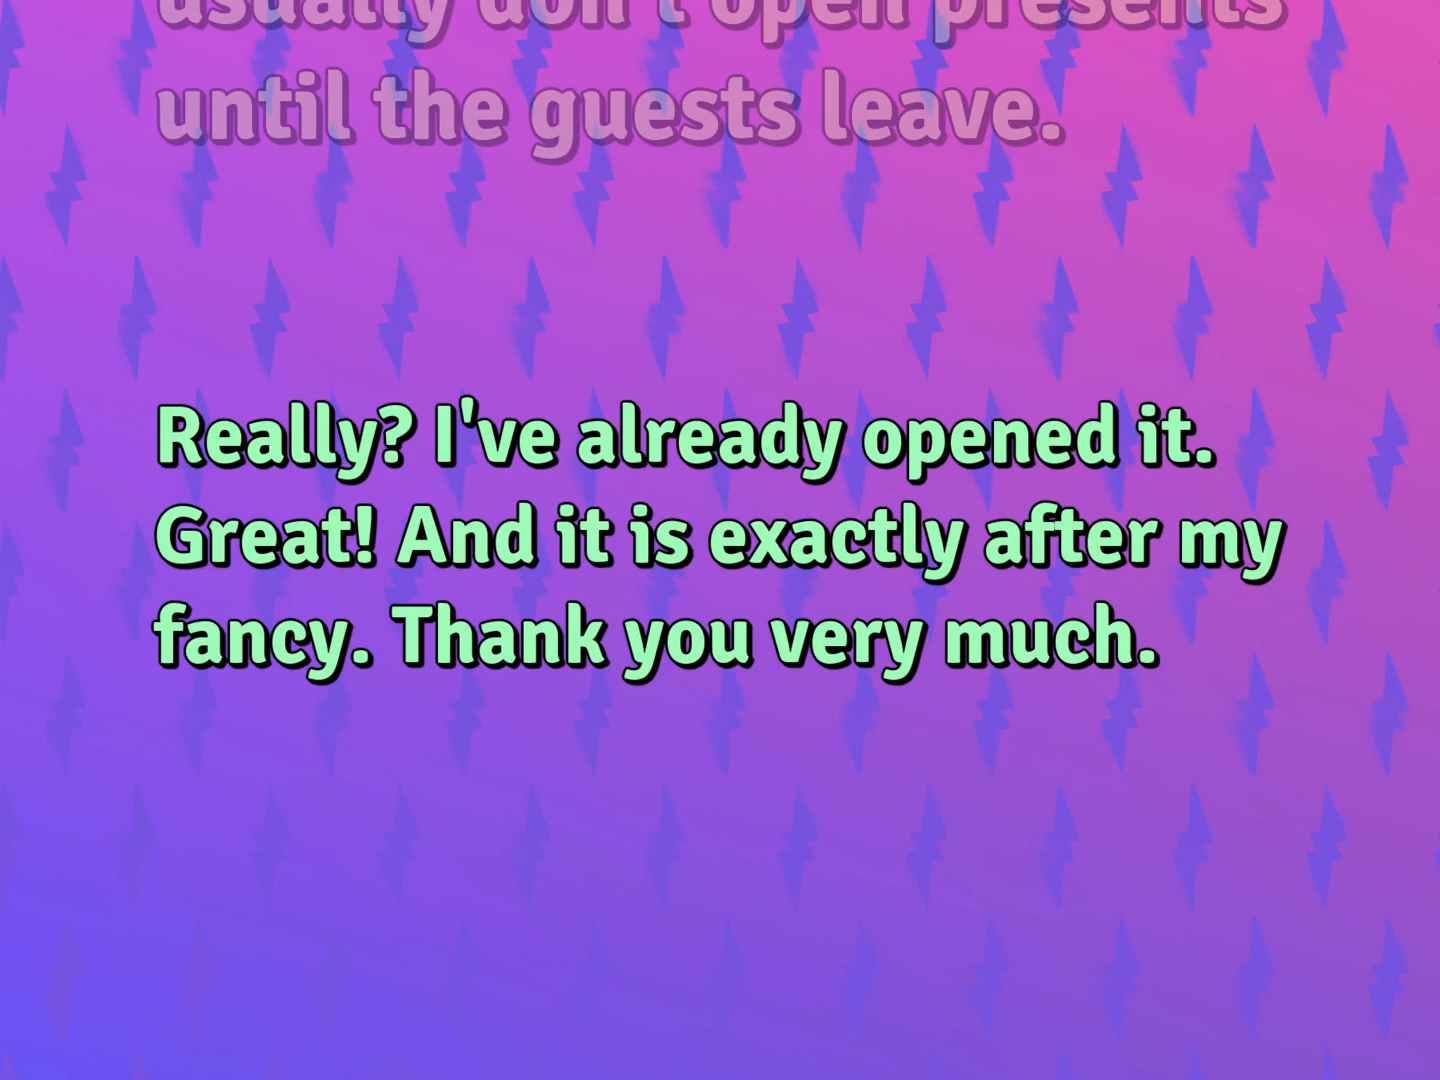 usually don't open presents
until the guests leave.
Really? I've already opened it.
Great! And it is exactly after my
fancy. Thank you very much.